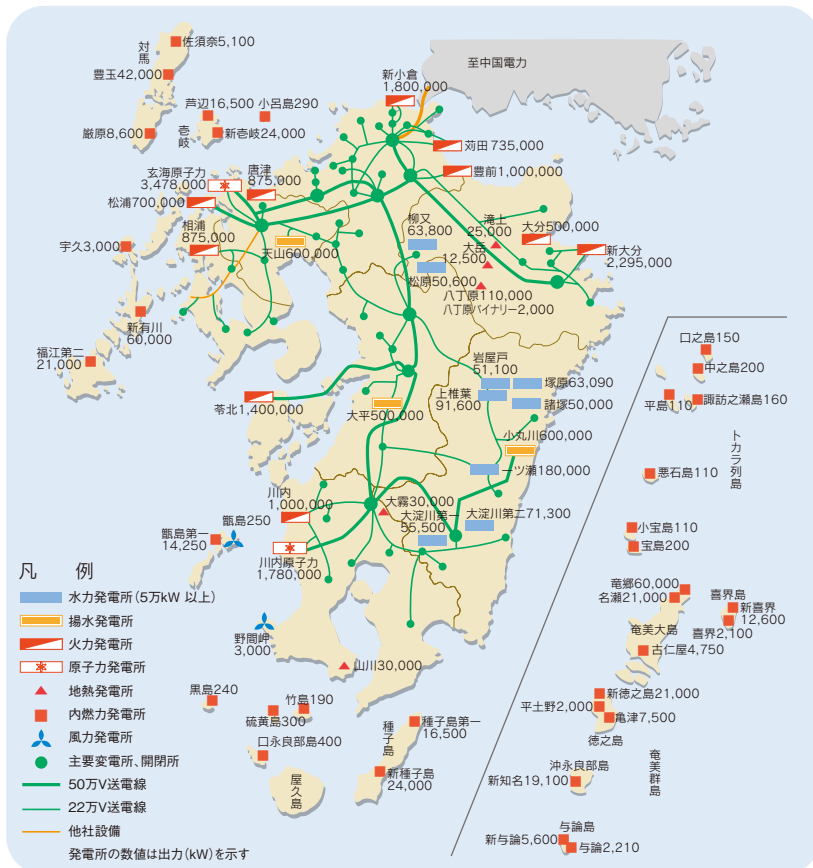 佐須奈5,100
対馬
豊玉42,000
芦辺16,500
小呂島290
厳原8,600
壱岐
新壱岐24,000
至中国電力
新小倉
1,800,000
苅田 735,000
豊前1,000,000
玄海原子力
3,478,000
唐津
875,000
松浦700,000
相浦
875,000
天山600,000
宇久3,000
新有川
60,000
福江第二
21,000
柳又
63,800
滝上
25,000
大岳
12,500
大分500,000
新大分
2,295,000
松原50,600
八丁原110,000
八丁原バイナリー2,000
岩屋戸
51,100
塚原63,090
上椎葉
91,600
諸塚50,000
苓北1,400,000
大平500,000
小丸川600,000
一ツ瀬180,000
川内
1,000,000
大霧30,000
大淀川第一
55,500
大淀川第二71,300
甑島250
甑島第一
14,250
川内原子力
1,780,000
野間岬
3,000
山川30,000
黒島240
竹島190
硫黄島300
口永良部島400
種子島
種子島第一
16,500
新種子島
24,000
屋久島
口之島150
中之島200
平島110
諏訪之瀬島160
トカラ列島
悪石島110
小宝島110
宝島200
竜郷60,000
名瀬21,000
喜界島
新喜界
12,600
喜界2,100
奄美大島
古仁屋4,750
新徳之島21,000
平土野2,000
亀津7,500
徳之島
沖永良部島
新知名19,100
奄美群島
与論島
新与論5,600
与論2,210
凡 例
水力発電所(5万kW 以上)
揚水発電所
火力発電所
原子力発電所
地熱発電所
内燃力発電所
風力発電所
主要変電所、開閉所
50万V送電線
22万V送電線
他社設備
発電所の数値は出力(kW)を示す